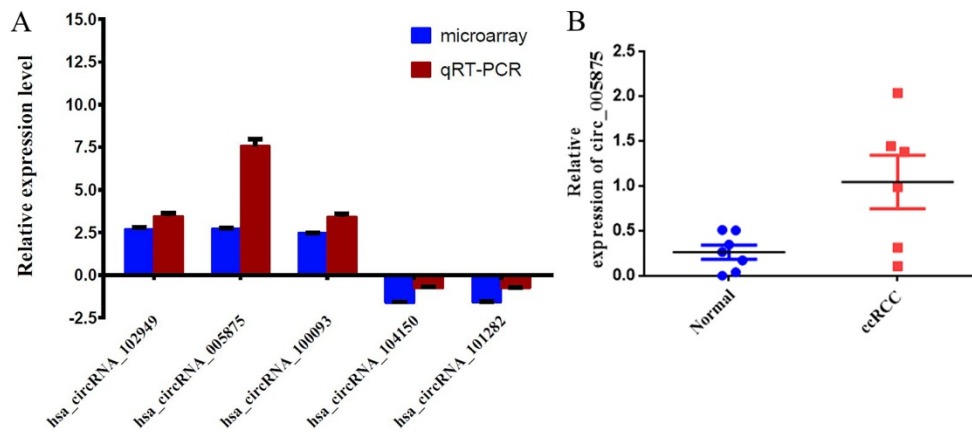 A
Relative expression level
15.0
12.5
10.0
7.5
5.0
2.5
0.0
-2.5
microarray
qRT-PCR
hsa_circRNA_102949
hsa_circRNA_005875
hsa_circRNA_100093
hsa_circRNA_104150
hsa_circRNA_101282
B
Relative
expression of circ_005875
2.5
2.0
1.5
1.0
0.5
0.0
Normal
ccRCC